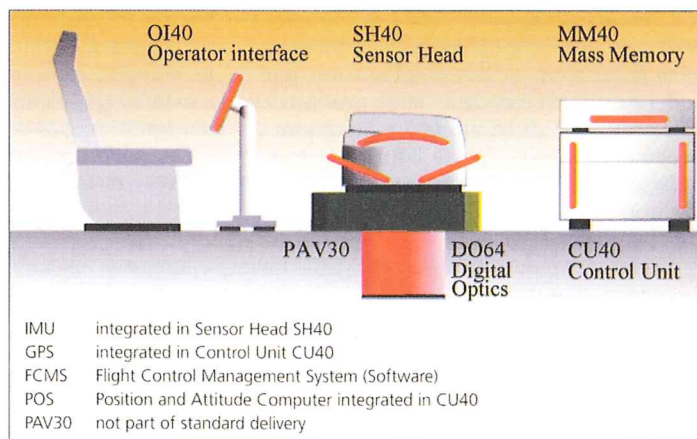 OI40
Operator interface
SH40
Sensor Head
MM40
Mass Memory
PAV30
DO64
Digital
Optics
CU40
Control Unit
IMU integrated in Sensor Head SH40
GPS integrated in Control Unit CU40
FCMS Flight Control Management System (Software)
POS Position and Attitude Computer integrated in CU40
PAV30 not part of standard delivery